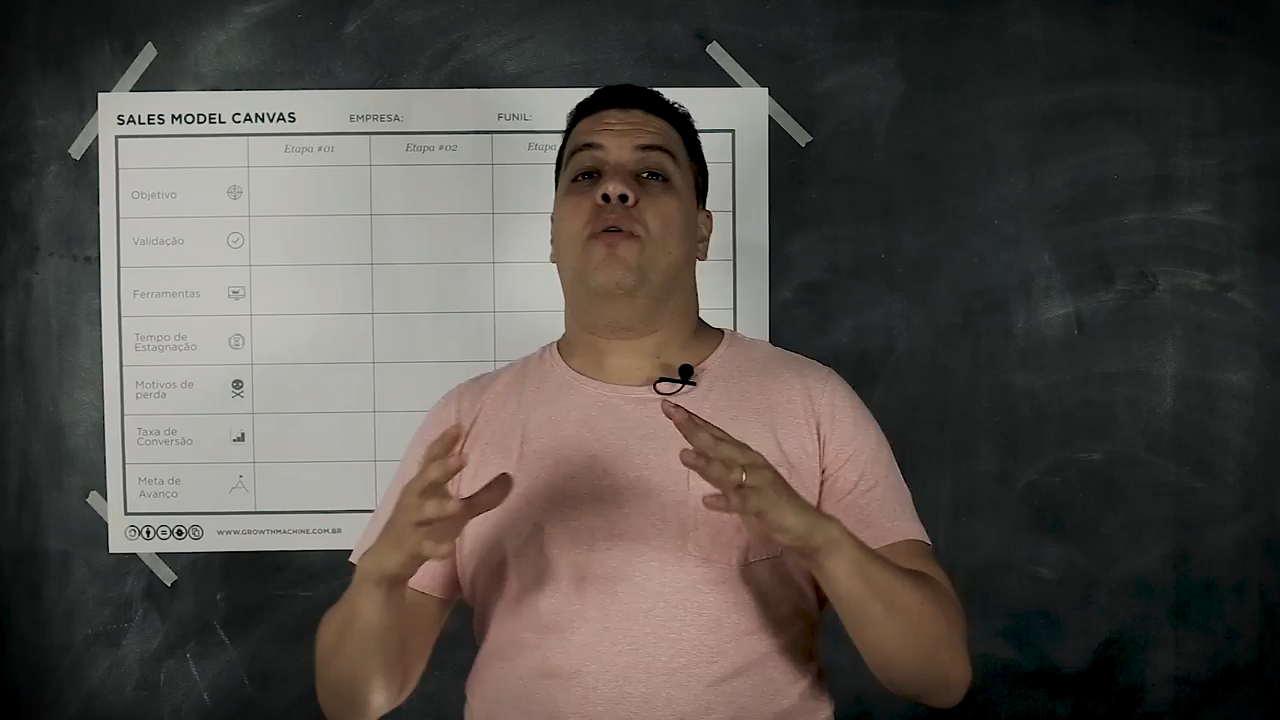 SALES MODEL CANVAS EMPRESA: FUNIL:
Etapa #01 Etapa #02 Etapa
Objetivo
Validação
Ferramentas
Tempo de
Estagnação
Motivos de
perda
Taxa de
Conversão
Meta de
Avanço
WWW.GROWTHMACHINE.COM.BR